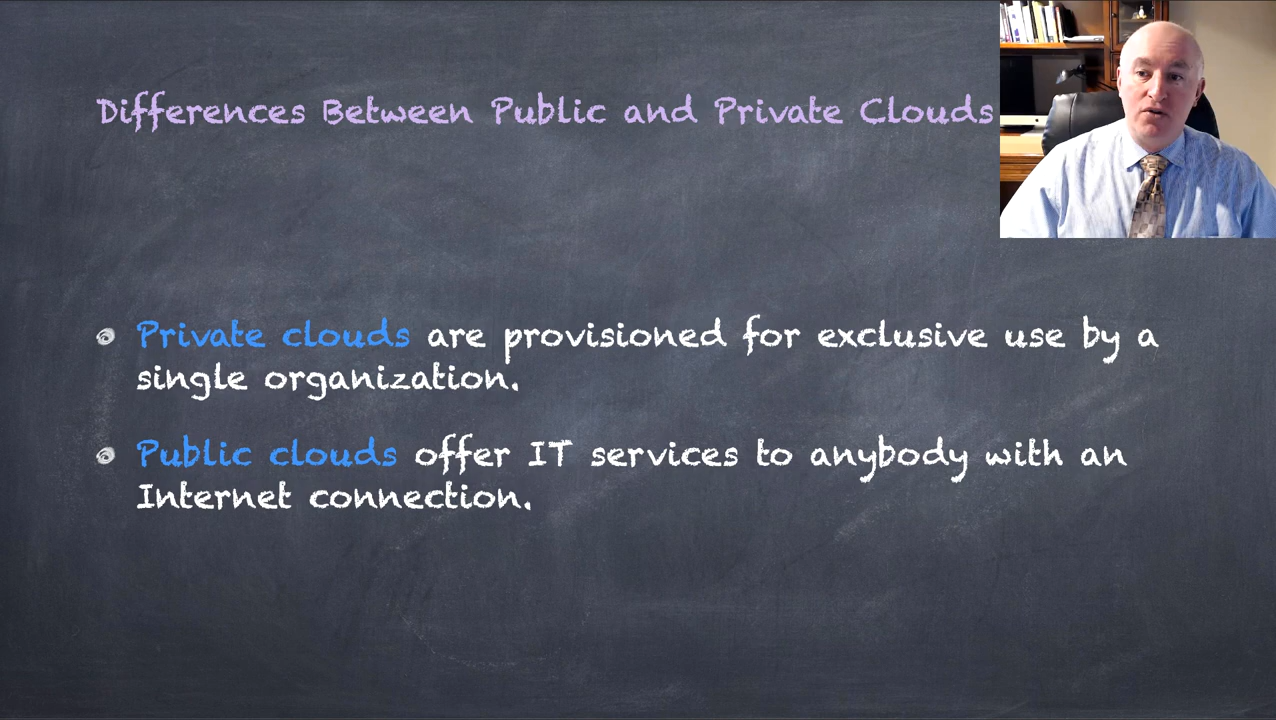 Differences Between Public and Private Clouds
Private clouds are provisioned for exclusive use by a
single organization.
Public clouds offer IT services to anybody with an
Internet connection.